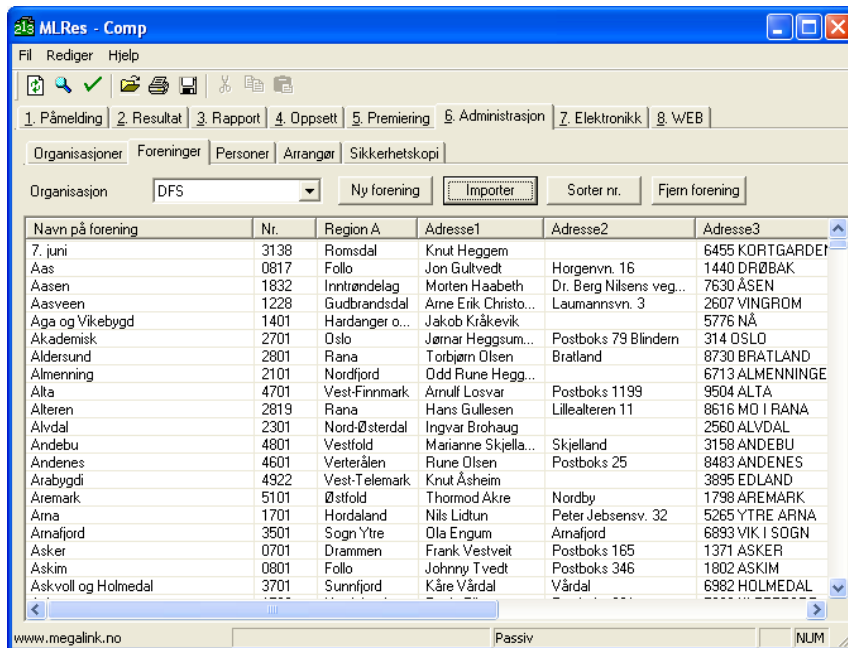 MLRes - Comp
Fil Rediger Hjelp
1. Påmelding 2. Resultat 3. Rapport 4. Oppsett 5. Premiering 6. Administrasjon 7. Elektronikk 8. WEB
Organisasjoner Foreninger Personer Arrangør Sikkerhetskopi
Organisasjon DFS Ny forening Importer Sorter nr. Fjern forening
Navn på forening Nr. Region A Adresse1 Adresse2 Adresse3
7. juni 3138 Romsdal Knut Heggem 6455 KORTGARDEN
Aas 0817 Follo Jon Gultvedt Horgenvn. 16 1440 DRØBAK
Aasen 1832 Inntrøndelag Morten Haabeth Dr. Berg Nilsens veg... 7630 ÅSEN
Aasveen 1228 Gudbrandsdal Arne Erik Christo... Laumannsvn. 3 2607 VINGROM
Aga og Vikebygd 1401 Hardanger o... Jakob Kråkevik 5776 NÅ
Akademisk 2701 Oslo Jørnar Heggsum... Postboks 79 Blindern 314 OSLO
Aldersund 2801 Rana Torbjørn Olsen Bratland 8730 BRATLAND
Almenning 2101 Nordfjord Odd Rune Hegg... 6713 ALMENNINGE
Alta 4701 Vest-Finnmark Arnulf Losvar Postboks 1199 9504 ALTA
Alteren 2819 Rana Hans Gullesen Lillealteren 11 8616 MO I RANA
Alvdal 2301 Nord-Østerdal Ingvar Brohaug 2560 ALVDAL
Andebu 4801 Vestfold Marianne Skjella... Skjelland 3158 ANDEBU
Andenes 4601 Verterålen Rune Olsen Postboks 25 8483 ANDENES
Arabygdi 4922 Vest-Telemark Knut Åsheim 3895 EDLAND
Aremark 5101 Østfold Thormod Akre Nordby 1798 AREMARK
Arna 1701 Hordaland Nils Lidtun Peter Jebsensv. 32 5265 YTRE ARNA
Arnafjord 3501 Sogn Ytre Ola Engum Arnafjord 6893 VIK I SOGN
Asker 0701 Drammen Frank Vestveit Postboks 165 1371 ASKER
Askim 0801 Follo Johnny Tvedt Postboks 346 1802 ASKIM
Askvoll og Holmedal 3701 Sunnfjord Kåre Vårdal Vårdal 6982 HOLMEDAL
www.megalink.no Passiv NUM